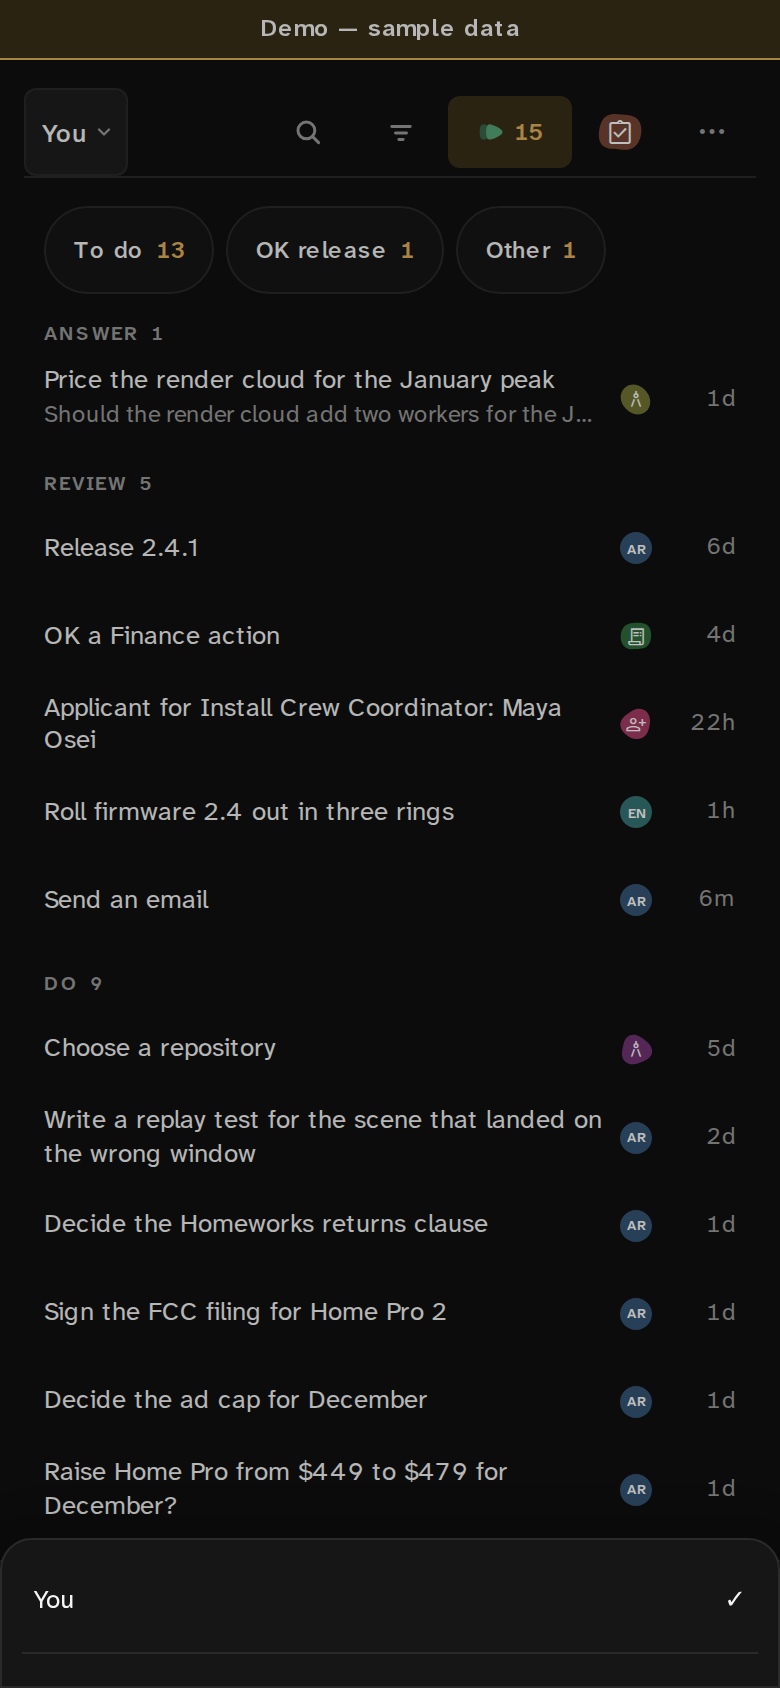 Demo — sample data
You
15
To do 13
OK release 1
Other 1
ANSWER 1
Price the render cloud for the January peak
Should the render cloud add two workers for the J…
1d
REVIEW 5
Release 2.4.1
AR
6d
OK a Finance action
4d
Applicant for Install Crew Coordinator: Maya
Osei
22h
Roll firmware 2.4 out in three rings
EN
1h
Send an email
AR
6m
DO 9
Choose a repository
5d
Write a replay test for the scene that landed on
the wrong window
AR
2d
Decide the Homeworks returns clause
AR
1d
Sign the FCC filing for Home Pro 2
AR
1d
Decide the ad cap for December
AR
1d
Raise Home Pro from $449 to $479 for
December?
AR
1d
You ✓